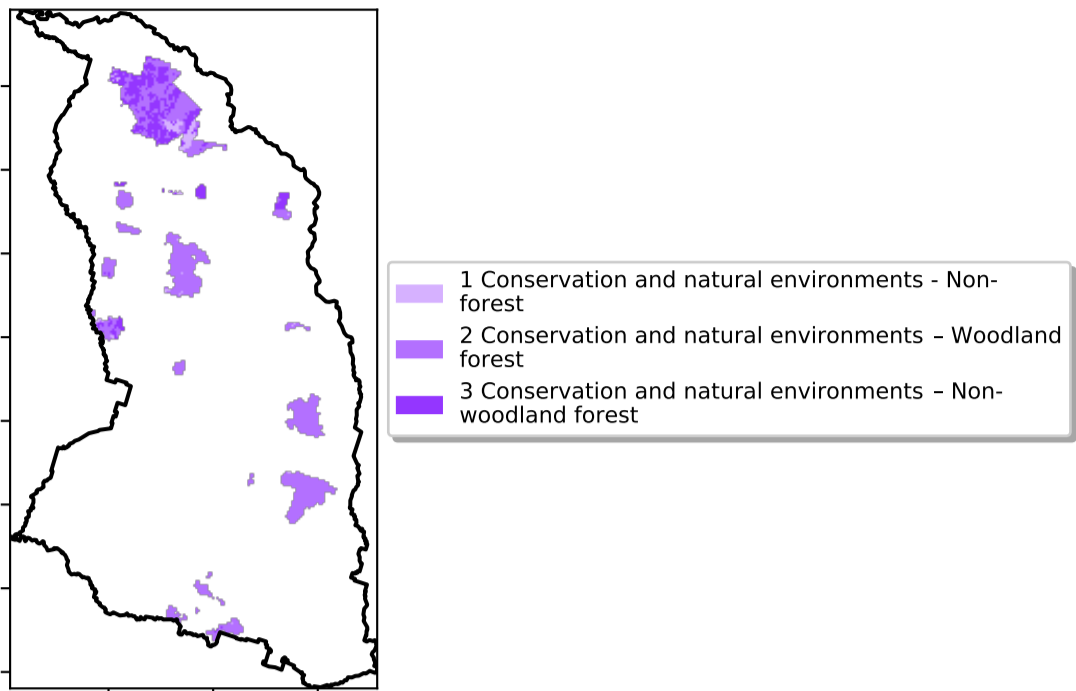 1 Conservation and natural environments - Non-
forest
2 Conservation and natural environments – Woodland
forest
3 Conservation and natural environments – Non-
woodland forest